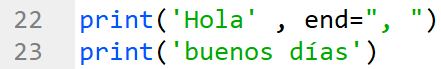 22 print('Hola' , end=", ")
23 print('buenos días')